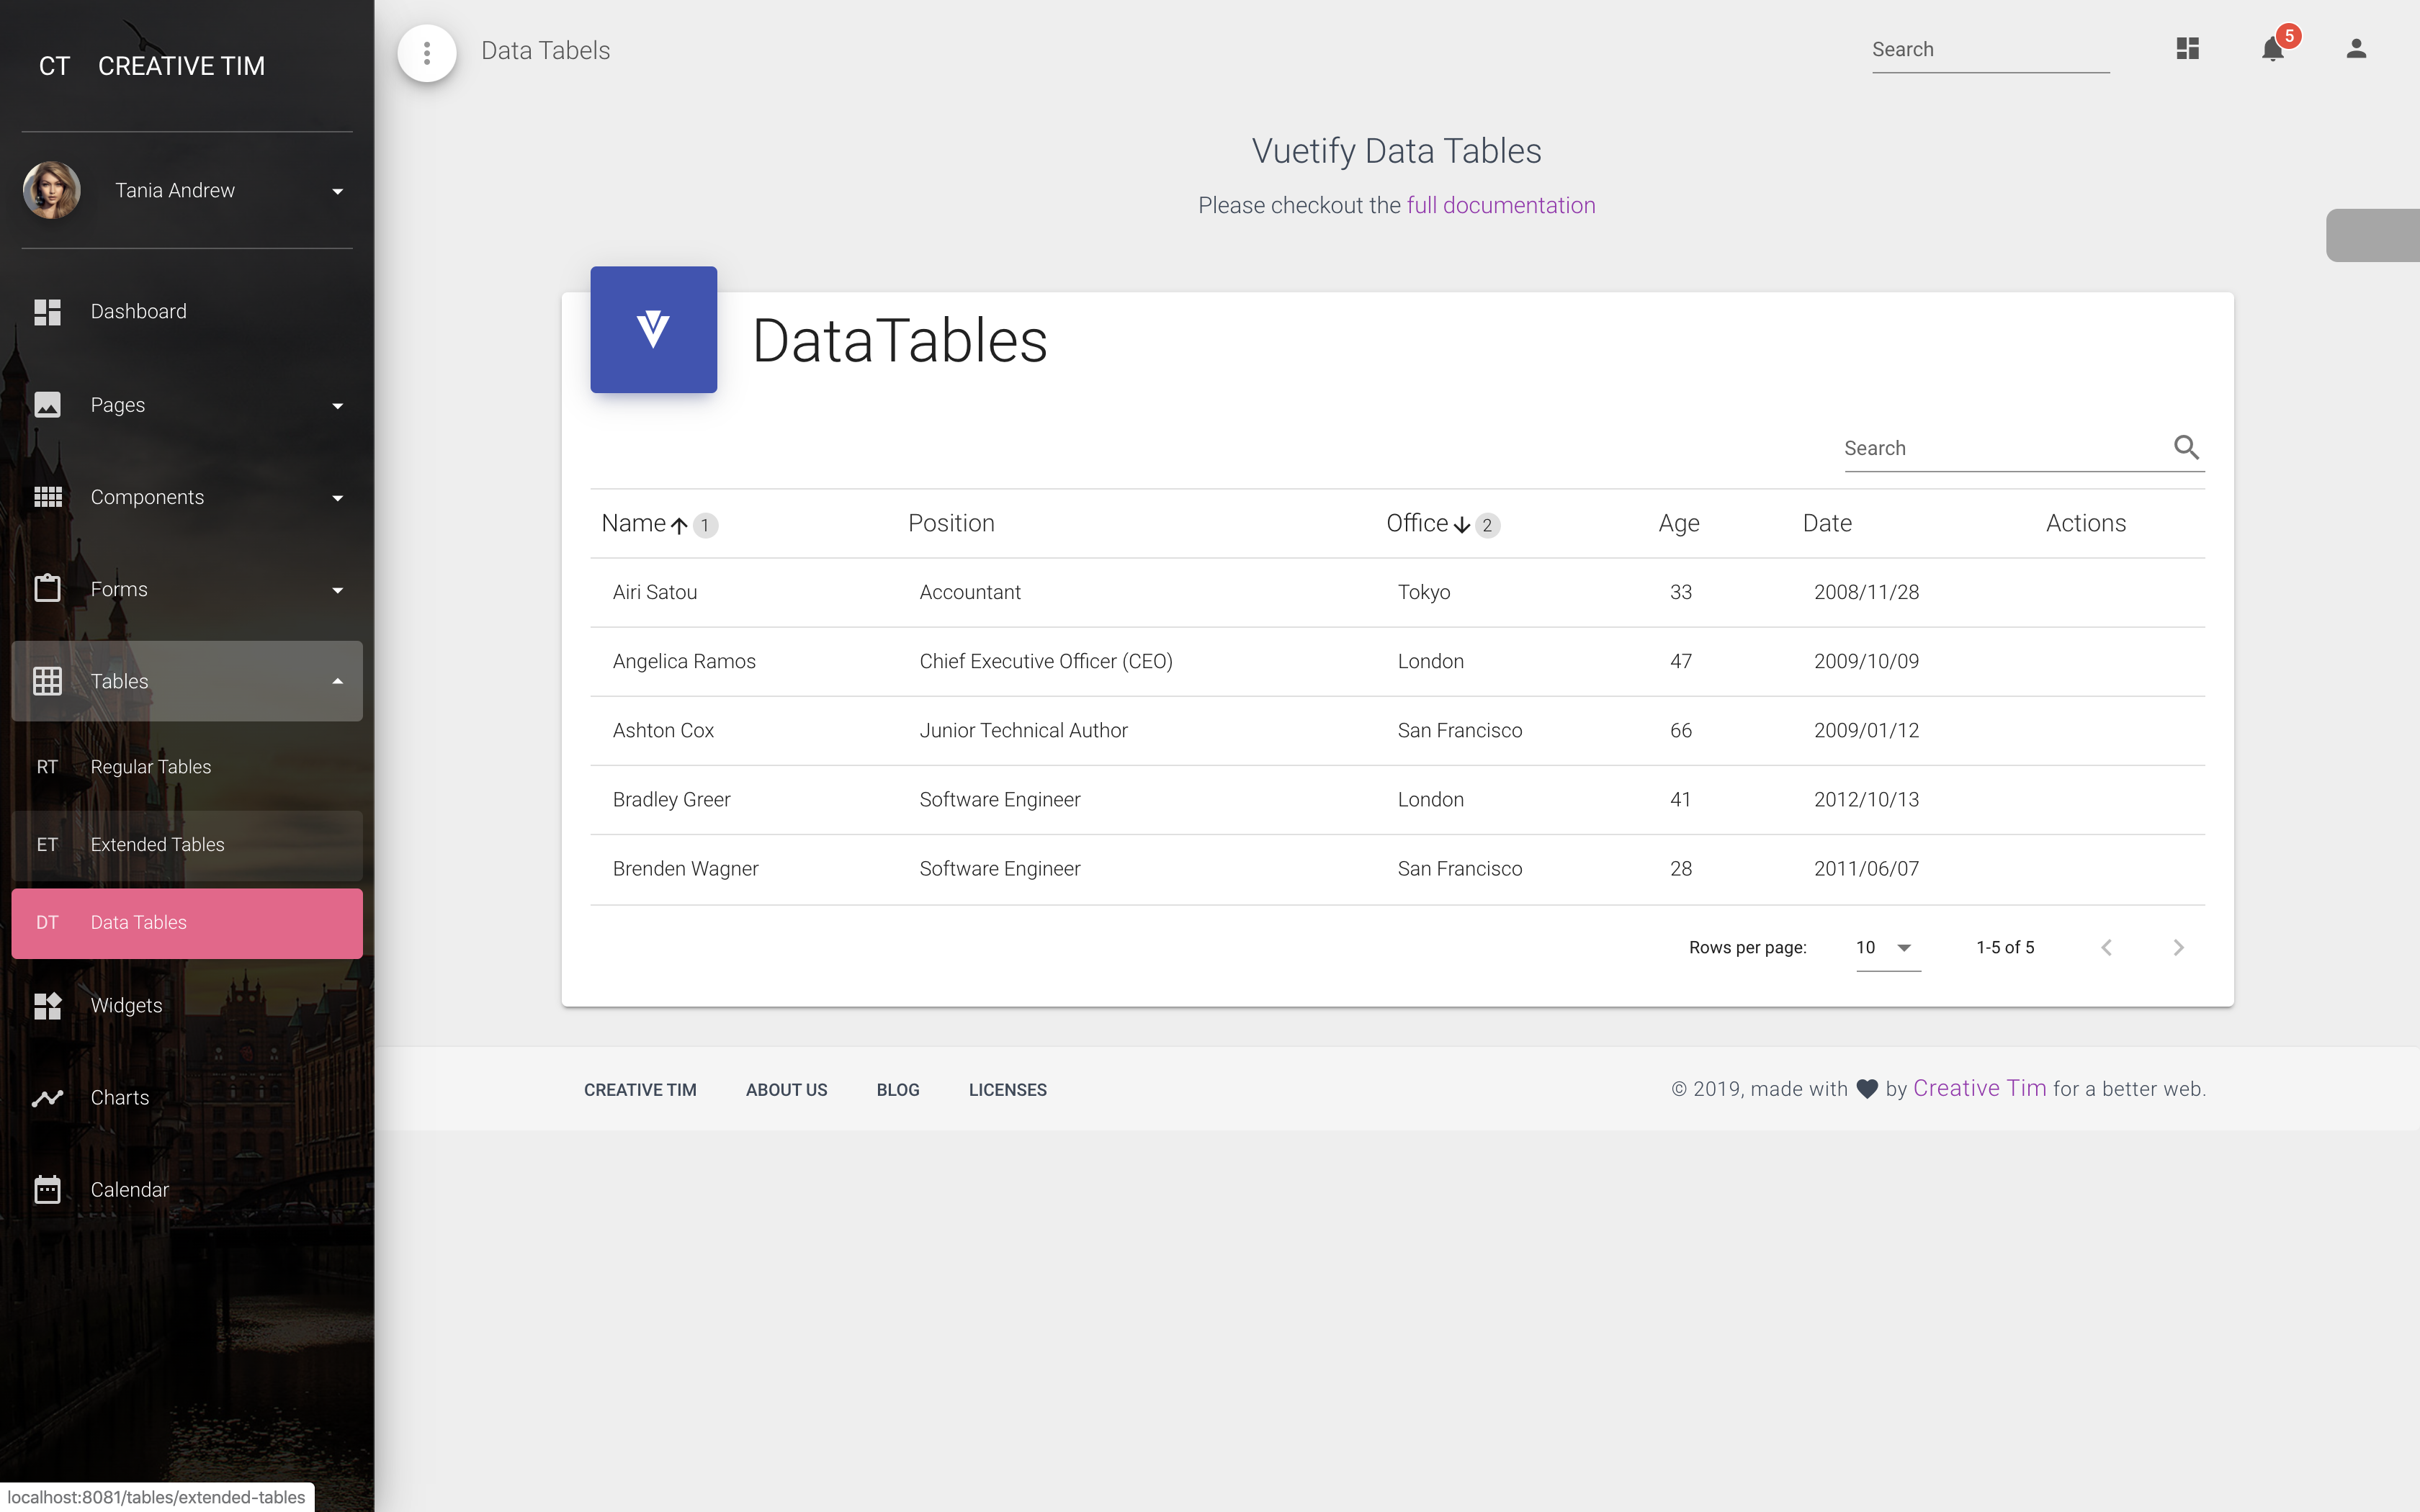 CT CREATIVE TIM
Tania Andrew
Dashboard
Pages
Components
Forms
Tables
RT Regular Tables
ET Extended Tables
DT Data Tables
Widgets
Charts
Calendar
localhost:8081/tables/extended-tables
Data Tabels
Search
5
Vuetify Data Tables
Please checkout the full documentation
DataTables
Search
Name 1 Position Office 2 Age Date Actions
Airi Satou Accountant Tokyo 33 2008/11/28
Angelica Ramos Chief Executive Officer (CEO) London 47 2009/10/09
Ashton Cox Junior Technical Author San Francisco 66 2009/01/12
Bradley Greer Software Engineer London 41 2012/10/13
Brenden Wagner Software Engineer San Francisco 28 2011/06/07
Rows per page: 10 1-5 of 5
CREATIVE TIM ABOUT US BLOG LICENSES
© 2019, made with by Creative Tim for a better web.